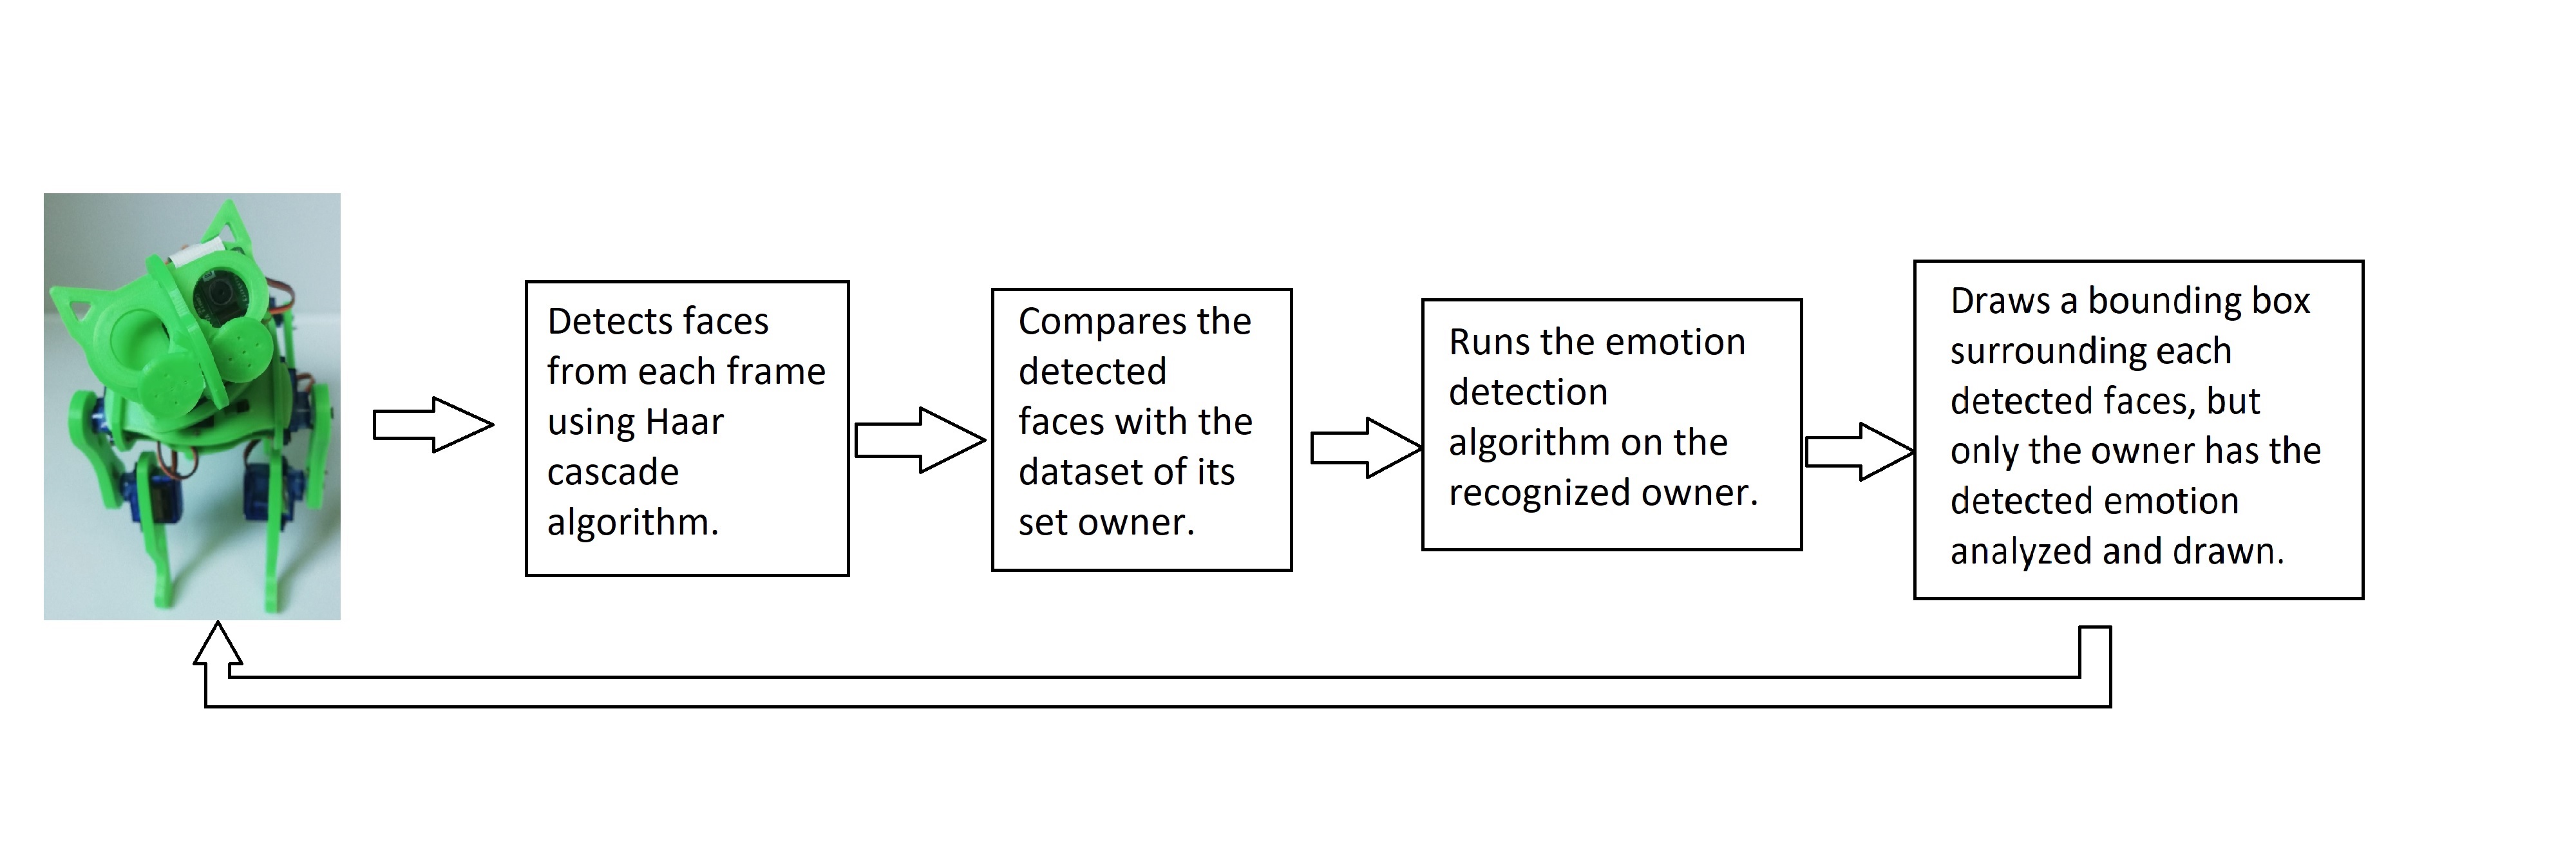 Detects faces
from each frame
using Haar
cascade
algorithm.
Compares the
detected
faces with the
dataset of its
set owner.
Runs the emotion
detection
algorithm on the
recognized owner.
Draws a bounding box
surrounding each
detected faces, but
only the owner has the
detected emotion
analyzed and drawn.